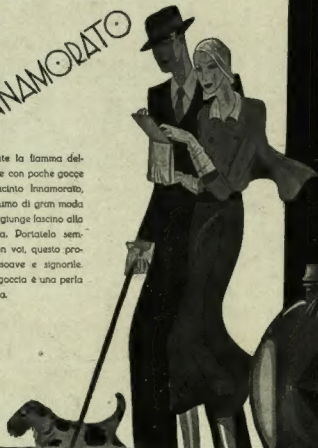 NNAMORATO
te la fiamma del-
e con poche gocce
cinto Innamorato,
umo di gran moda
giunge fascino alla
a. Portatelo sem-
n voi, questo pro-
soave e signorile.
goccia è una perla
a.